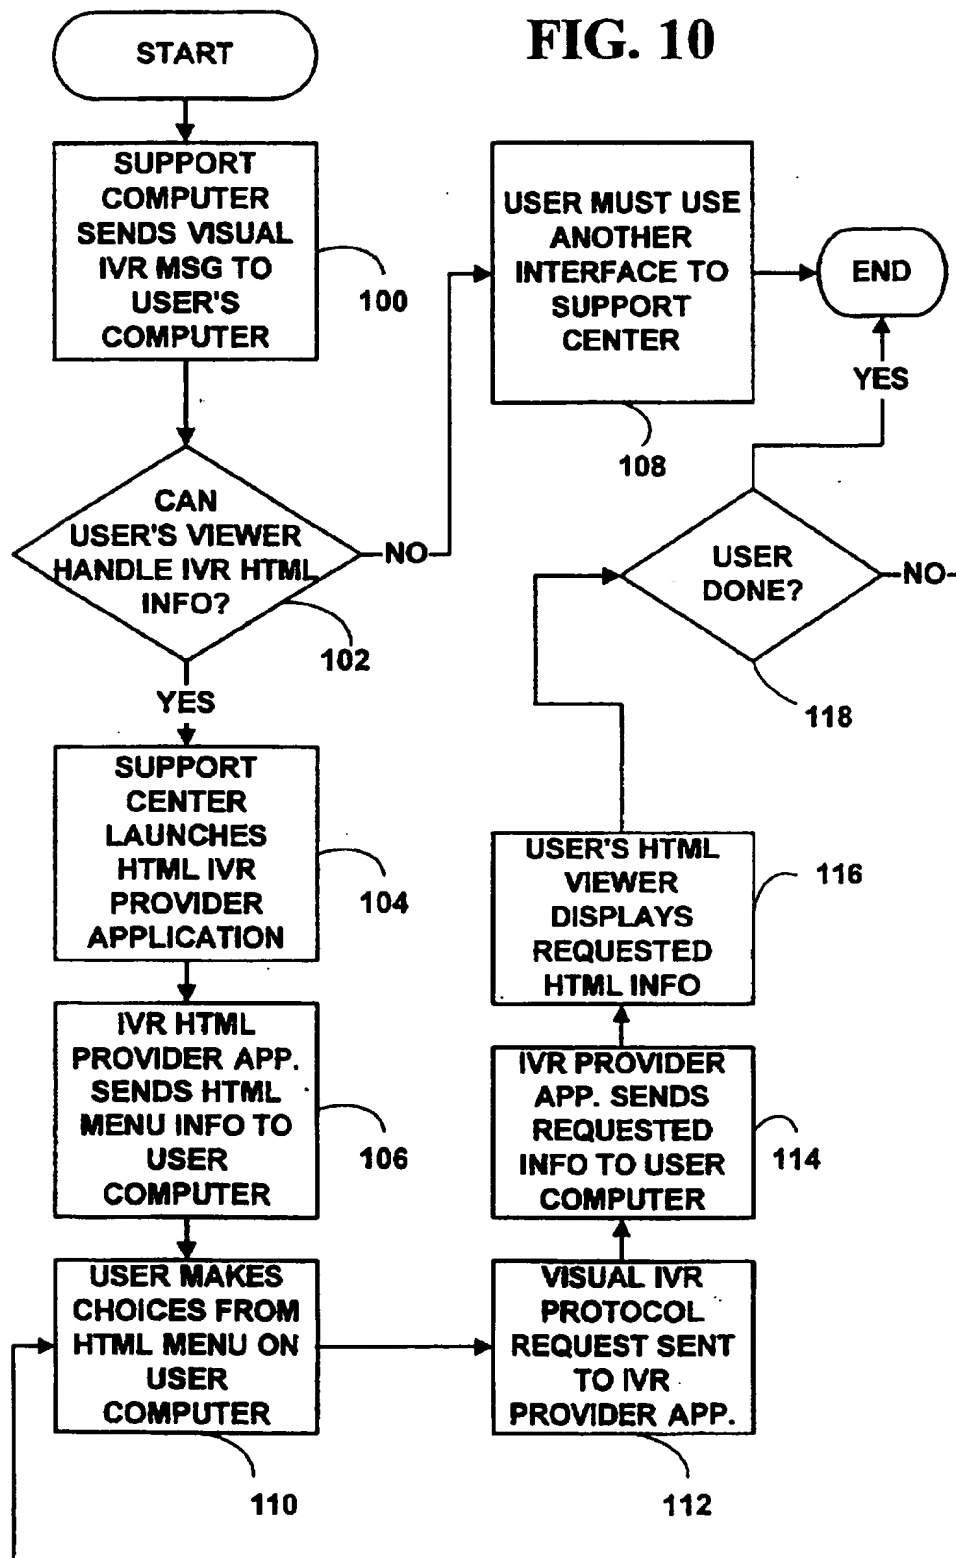 FIG. 10
START
SUPPORT
COMPUTER
SENDS VISUAL
IVR MSG TO
USER'S
COMPUTER
100
CAN
USER'S VIEWER
HANDLE IVR HTML
INFO?
102
NO
YES
SUPPORT
CENTER
LAUNCHES
HTML IVR
PROVIDER
APPLICATION
104
IVR HTML
PROVIDER APP.
SENDS HTML
MENU INFO TO
USER
COMPUTER
106
USER MAKES
CHOICES FROM
HTML MENU ON
USER
COMPUTER
110
USER MUST USE
ANOTHER
INTERFACE TO
SUPPORT
CENTER
108
END
YES
USER
DONE?
NO
118
USER'S HTML
VIEWER
DISPLAYS
REQUESTED
HTML INFO
116
IVR PROVIDER
APP. SENDS
REQUESTED
INFO TO USER
COMPUTER
114
VISUAL IVR
PROTOCOL
REQUEST SENT
TO IVR
PROVIDER APP.
112